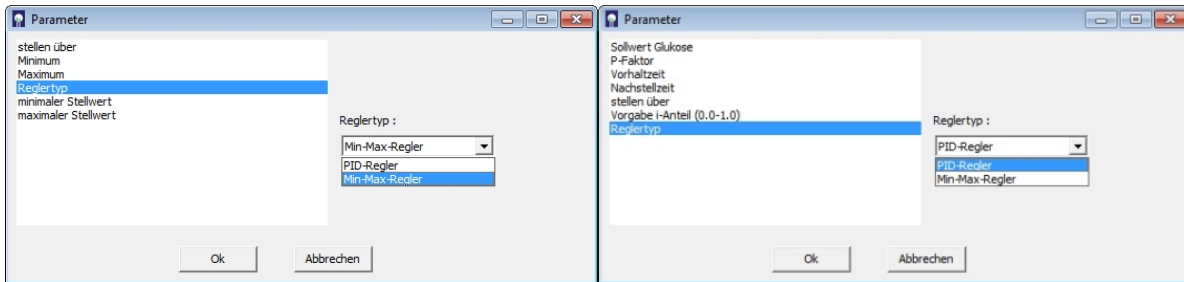 Parameter
stellen über
Minimum
Maximum
Reglertyp
minimaler Stellwert
maximaler Stellwert
Reglertyp :
Min-Max-Regler
PID-Regler
Min-Max-Regler
Ok
Abbrechen
Parameter
Sollwert Glukose
P-Faktor
Vorhaltzeit
Nachstellzeit
stellen über
Vorgabe i-Anteil (0.0-1.0)
Reglertyp
Reglertyp :
PID-Regler
PID-Regler
Min-Max-Regler
Ok
Abbrechen